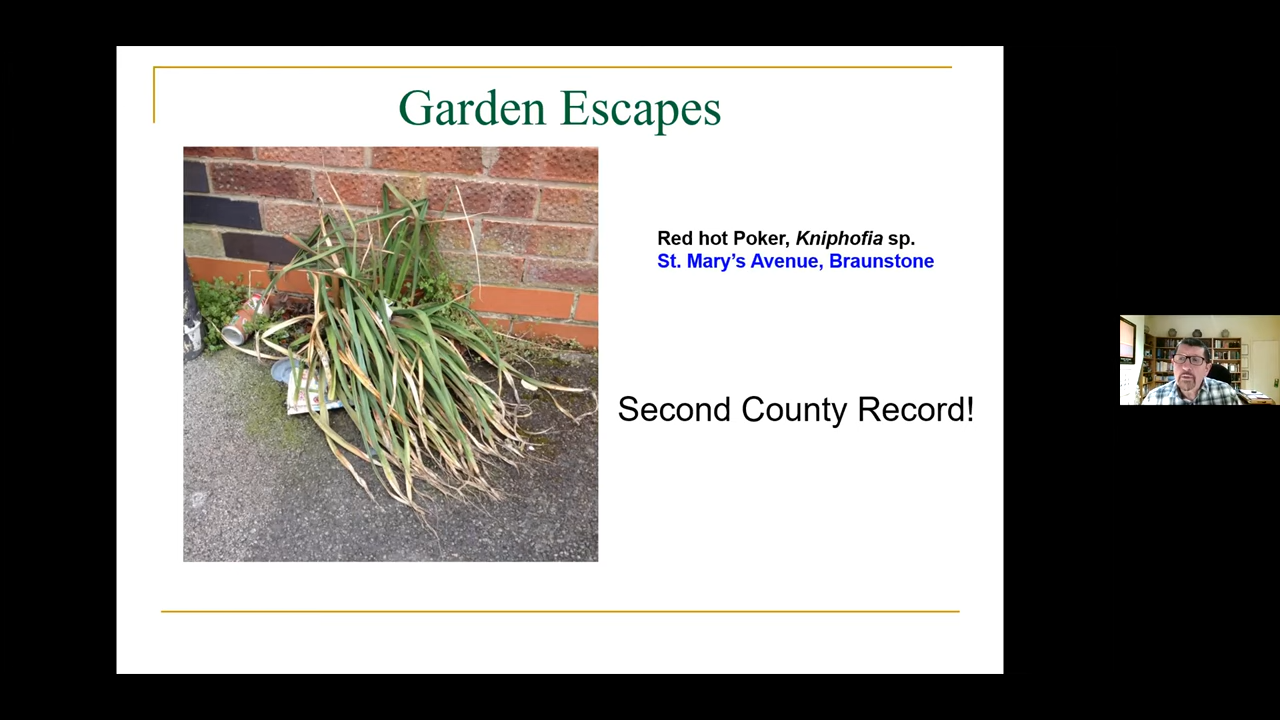 Garden Escapes
Red hot Poker, Kniphofia sp.
St. Mary’s Avenue, Braunstone
Second County Record!